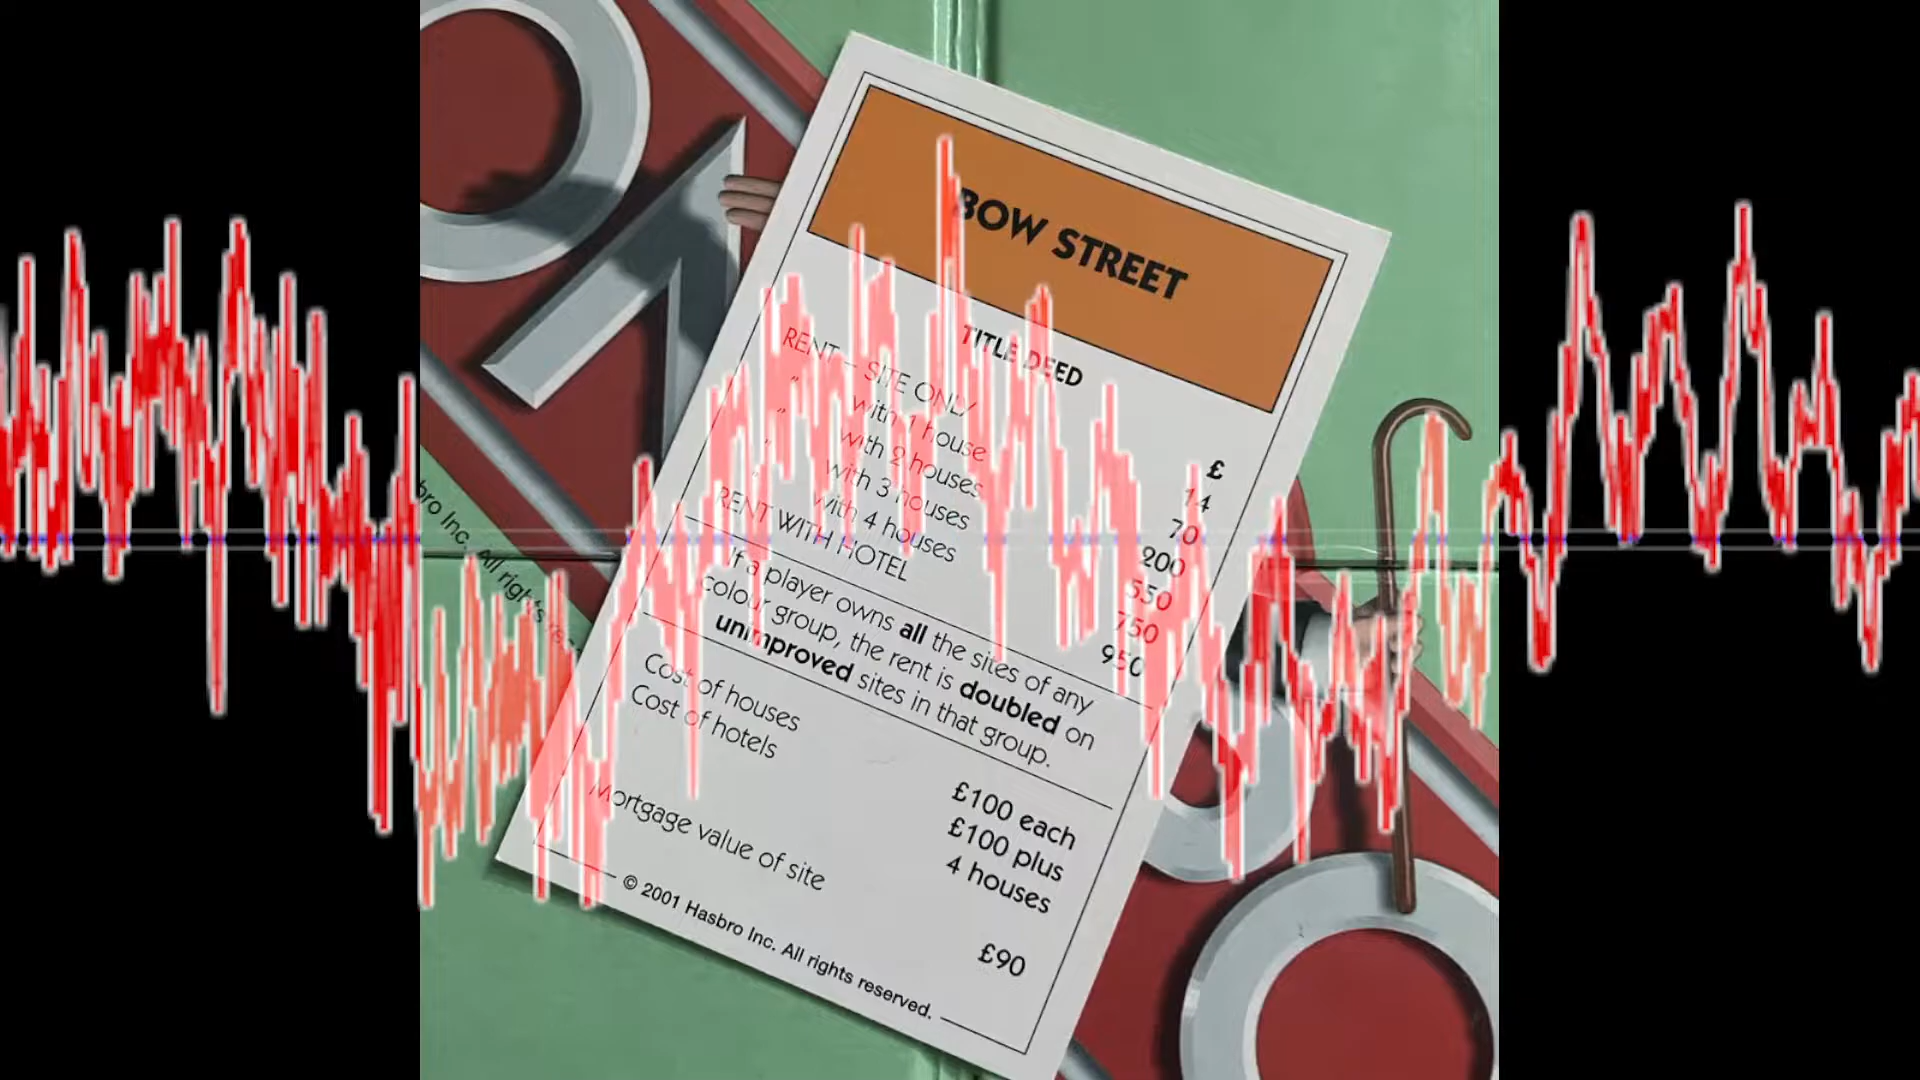 BOW STREET
TITLE DEED
£
RENT – SITE ONLY 14
" with 1 house 70
" with 2 houses 200
" with 3 houses 550
" with 4 houses 750
RENT WITH HOTEL 950
If a player owns all the sites of any
colour group, the rent is doubled on
unimproved sites in that group.
Cost of houses £100 each
Cost of hotels £100 plus
4 houses
Mortgage value of site £90
© 2001 Hasbro Inc. All rights reserved.
Inc. All rights